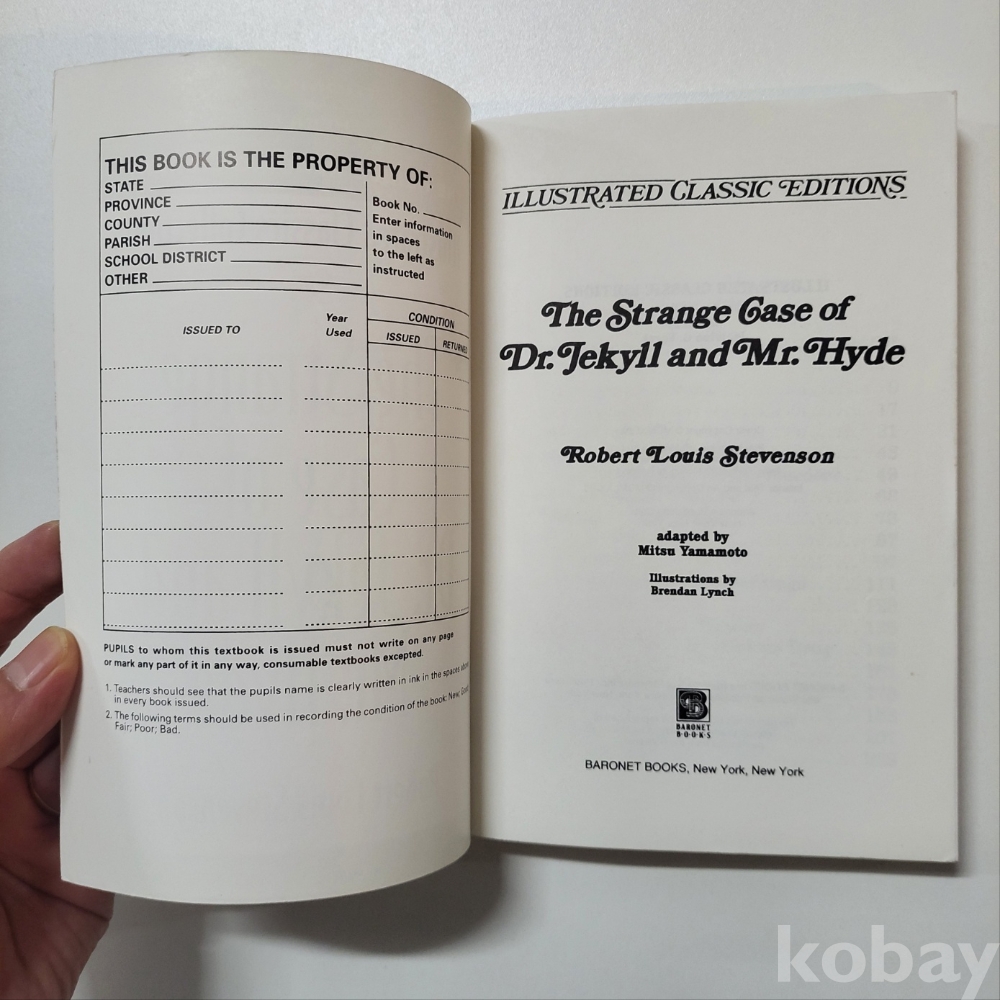 THIS BOOK IS THE PROPERTY OF:
STATE
PROVINCE
COUNTY
PARISH
SCHOOL DISTRICT
OTHER
Book No.
Enter information
in spaces
to the left as
instructed
ISSUED TO
Year
Used
CONDITION
ISSUED
RETURNED
PUPILS to whom this textbook is issued must not write on any page
or mark any part of it in any way, consumable textbooks excepted.
1. Teachers should see that the pupils name is clearly written in ink in the spaces above
in every book issued.
2. The following terms should be used in recording the condition of the book: New; Good;
Fair; Poor; Bad.
ILLUSTRATED CLASSIC EDITIONS
The Strange Case of
Dr. Jekyll and Mr. Hyde
Robert Louis Stevenson
adapted by
Mitsu Yamamoto
Illustrations by
Brendan Lynch
B
BARONET
B·O·O·K·S
BARONET BOOKS, New York, New York
kobay